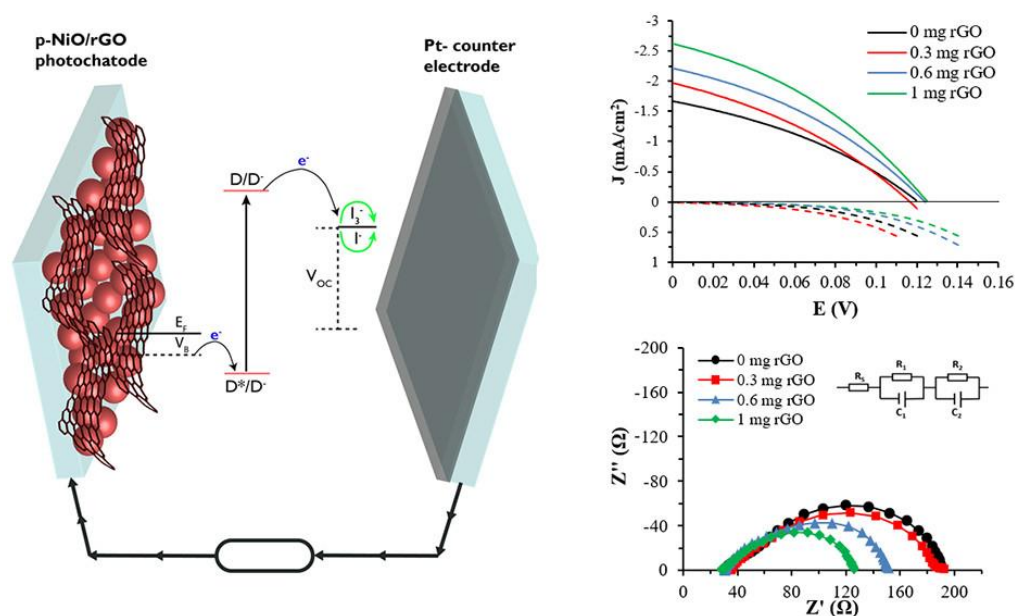 p-NiO/rGO
photochatode
Pt- counter
electrode
D/D⁻
e⁻
I₃⁻
I⁻
V_OC
E_F
V_B
e⁻
D*/D⁻
-3
-2.5
-2
-1.5
-1
-0.5
0
0.5
1
J (mA/cm²)
0 mg rGO
0.3 mg rGO
0.6 mg rGO
1 mg rGO
0 0.02 0.04 0.06 0.08 0.1 0.12 0.14 0.16
E (V)
-200
-160
-120
-80
-40
0
Z'' (Ω)
0 mg rGO
0.3 mg rGO
0.6 mg rGO
1 mg rGO
R_S
R₁
C₁
R₂
C₂
0 40 80 120 160 200
Z' (Ω)